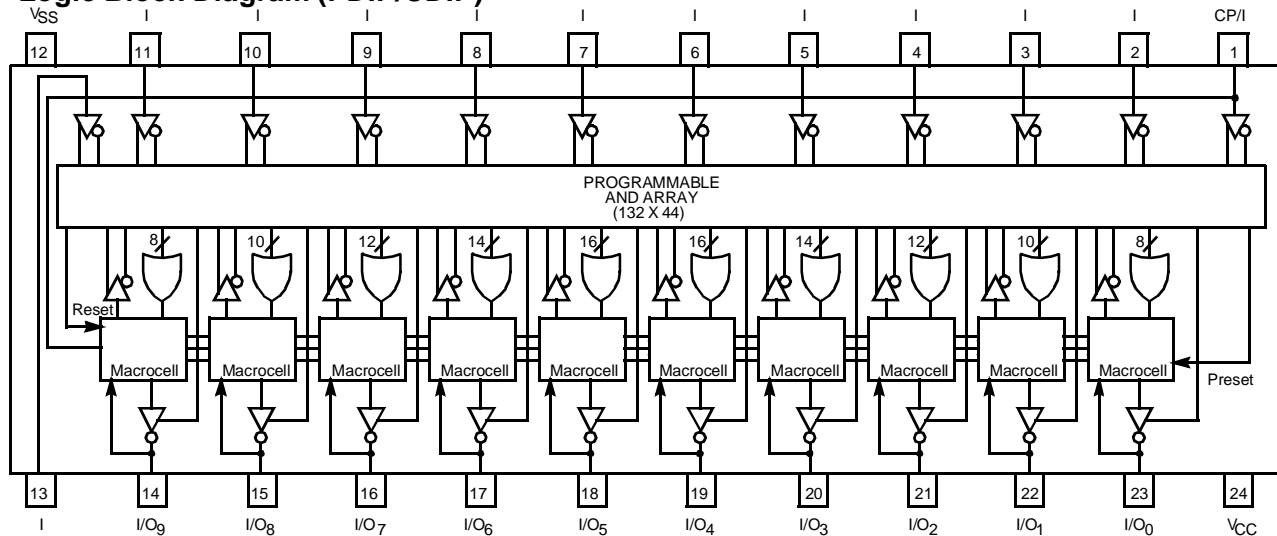 VSS I I I I I I I I I I CP/I
12 11 10 9 8 7 6 5 4 3 2 1
PROGRAMMABLE
AND ARRAY
(132 X 44)
8 10 12 14 16 16 14 12 10 8
Reset
Macrocell Macrocell Macrocell Macrocell Macrocell Macrocell Macrocell Macrocell Macrocell Macrocell
Preset
13 14 15 16 17 18 19 20 21 22 23 24
I I/O9 I/O8 I/O7 I/O6 I/O5 I/O4 I/O3 I/O2 I/O1 I/O0 VCC